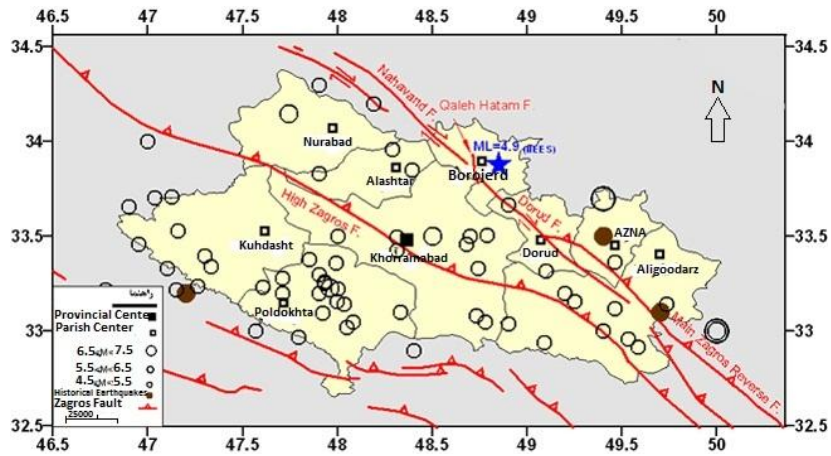 46.5 47 47.5 48 48.5 49 49.5 50
34.5 34.5
N
Nahavand F.
Qaleh Hatam F.
34 34
Nurabad
ML=4.9 (IIEES)
Borojerd
Alashtar
High Zagros F.
Dorud F.
AZNA
33.5 33.5
Kuhdasht
Khorramabad
Dorud
Aligoodarz
راهنما
Provincial Center
Parish Center
Poldokhta
33 33
6.5≤M<7.5
5.5≤M<6.5
4.5≤M<5.5
Historical Earthquakes
Zagros Fault
25000
Main Zagros Reverse F.
32.5 32.5
46.5 47 47.5 48 48.5 49 49.5 50